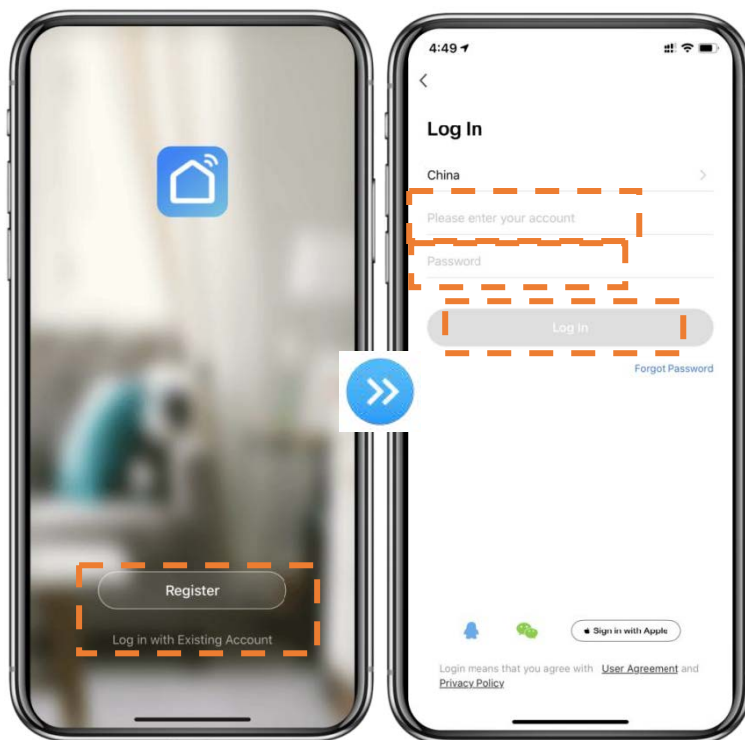 Register
Log in with Existing Account
4:49
Log In
China
Please enter your account
Password
Log In
Forgot Password
Sign in with Apple
Login means that you agree with User Agreement and
Privacy Policy